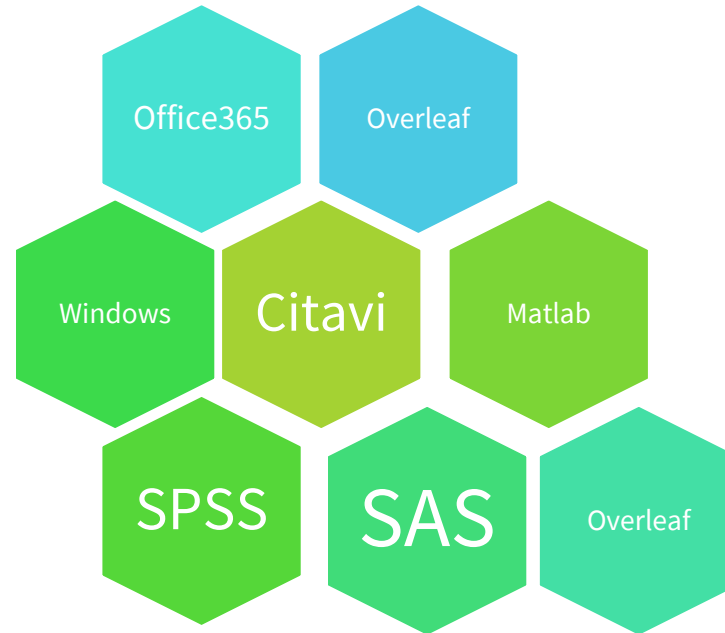 Office365
Overleaf
Windows
Citavi
Matlab
SPSS
SAS
Overleaf